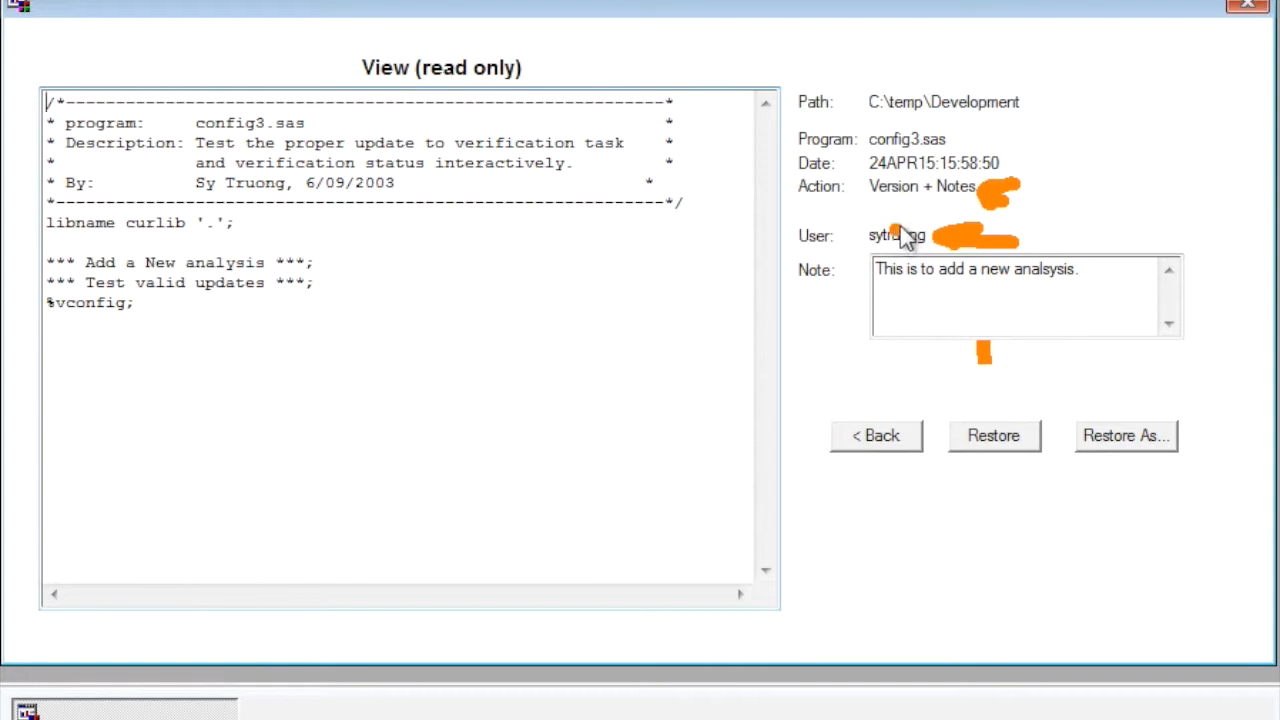 View (read only)
/*------------------------------------------------------------*
* program:     config3.sas                                    *
* Description: Test the proper update to verification task    *
*              and verification status interactively.         *
* By:          Sy Truong, 6/09/2003                         *
*------------------------------------------------------------*/
libname curlib '.';
*** Add a New analysis ***;
*** Test valid updates ***;
%vconfig;
Path: C:\temp\Development
Program: config3.sas
Date: 24APR15:15:58:50
Action: Version + Notes
User:
Note: This is to add a new analsysis.
< Back Restore Restore As...